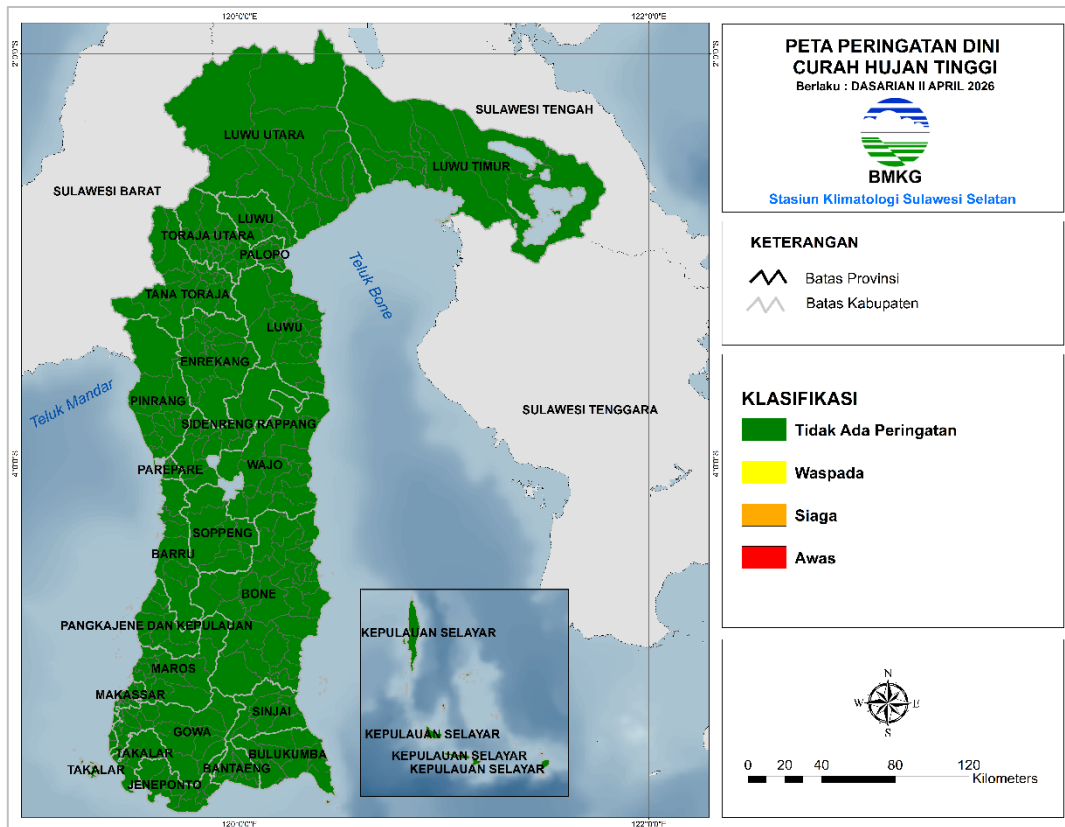 120°0'0"E
122°0'0"E
2°0'0"S
2°0'0"S
SULAWESI TENGAH
LUWU UTARA
LUWU TIMUR
SULAWESI BARAT
LUWU
TORAJA UTARA
PALOPO
Teluk Bone
TANA TORAJA
LUWU
ENREKANG
Teluk Mandar
PINRANG
SULAWESI TENGGARA
SIDENRENG RAPPANG
4°0'0"S
4°0'0"S
PAREPARE
WAJO
SOPPENG
BARRU
BONE
PANGKAJENE DAN KEPULAUAN
KEPULAUAN SELAYAR
MAROS
MAKASSAR
SINJAI
GOWA
KEPULAUAN SELAYAR
TAKALAR
BULUKUMBA
KEPULAUAN SELAYAR
TAKALAR
BANTAENG
KEPULAUAN SELAYAR
JENEPONTO
120°0'0"E
122°0'0"E
PETA PERINGATAN DINI
CURAH HUJAN TINGGI
Berlaku : DASARIAN II APRIL 2026
BMKG
Stasiun Klimatologi Sulawesi Selatan
KETERANGAN
Batas Provinsi
Batas Kabupaten
KLASIFIKASI
Tidak Ada Peringatan
Waspada
Siaga
Awas
N
W E
S
0 20 40 80 120
Kilometers